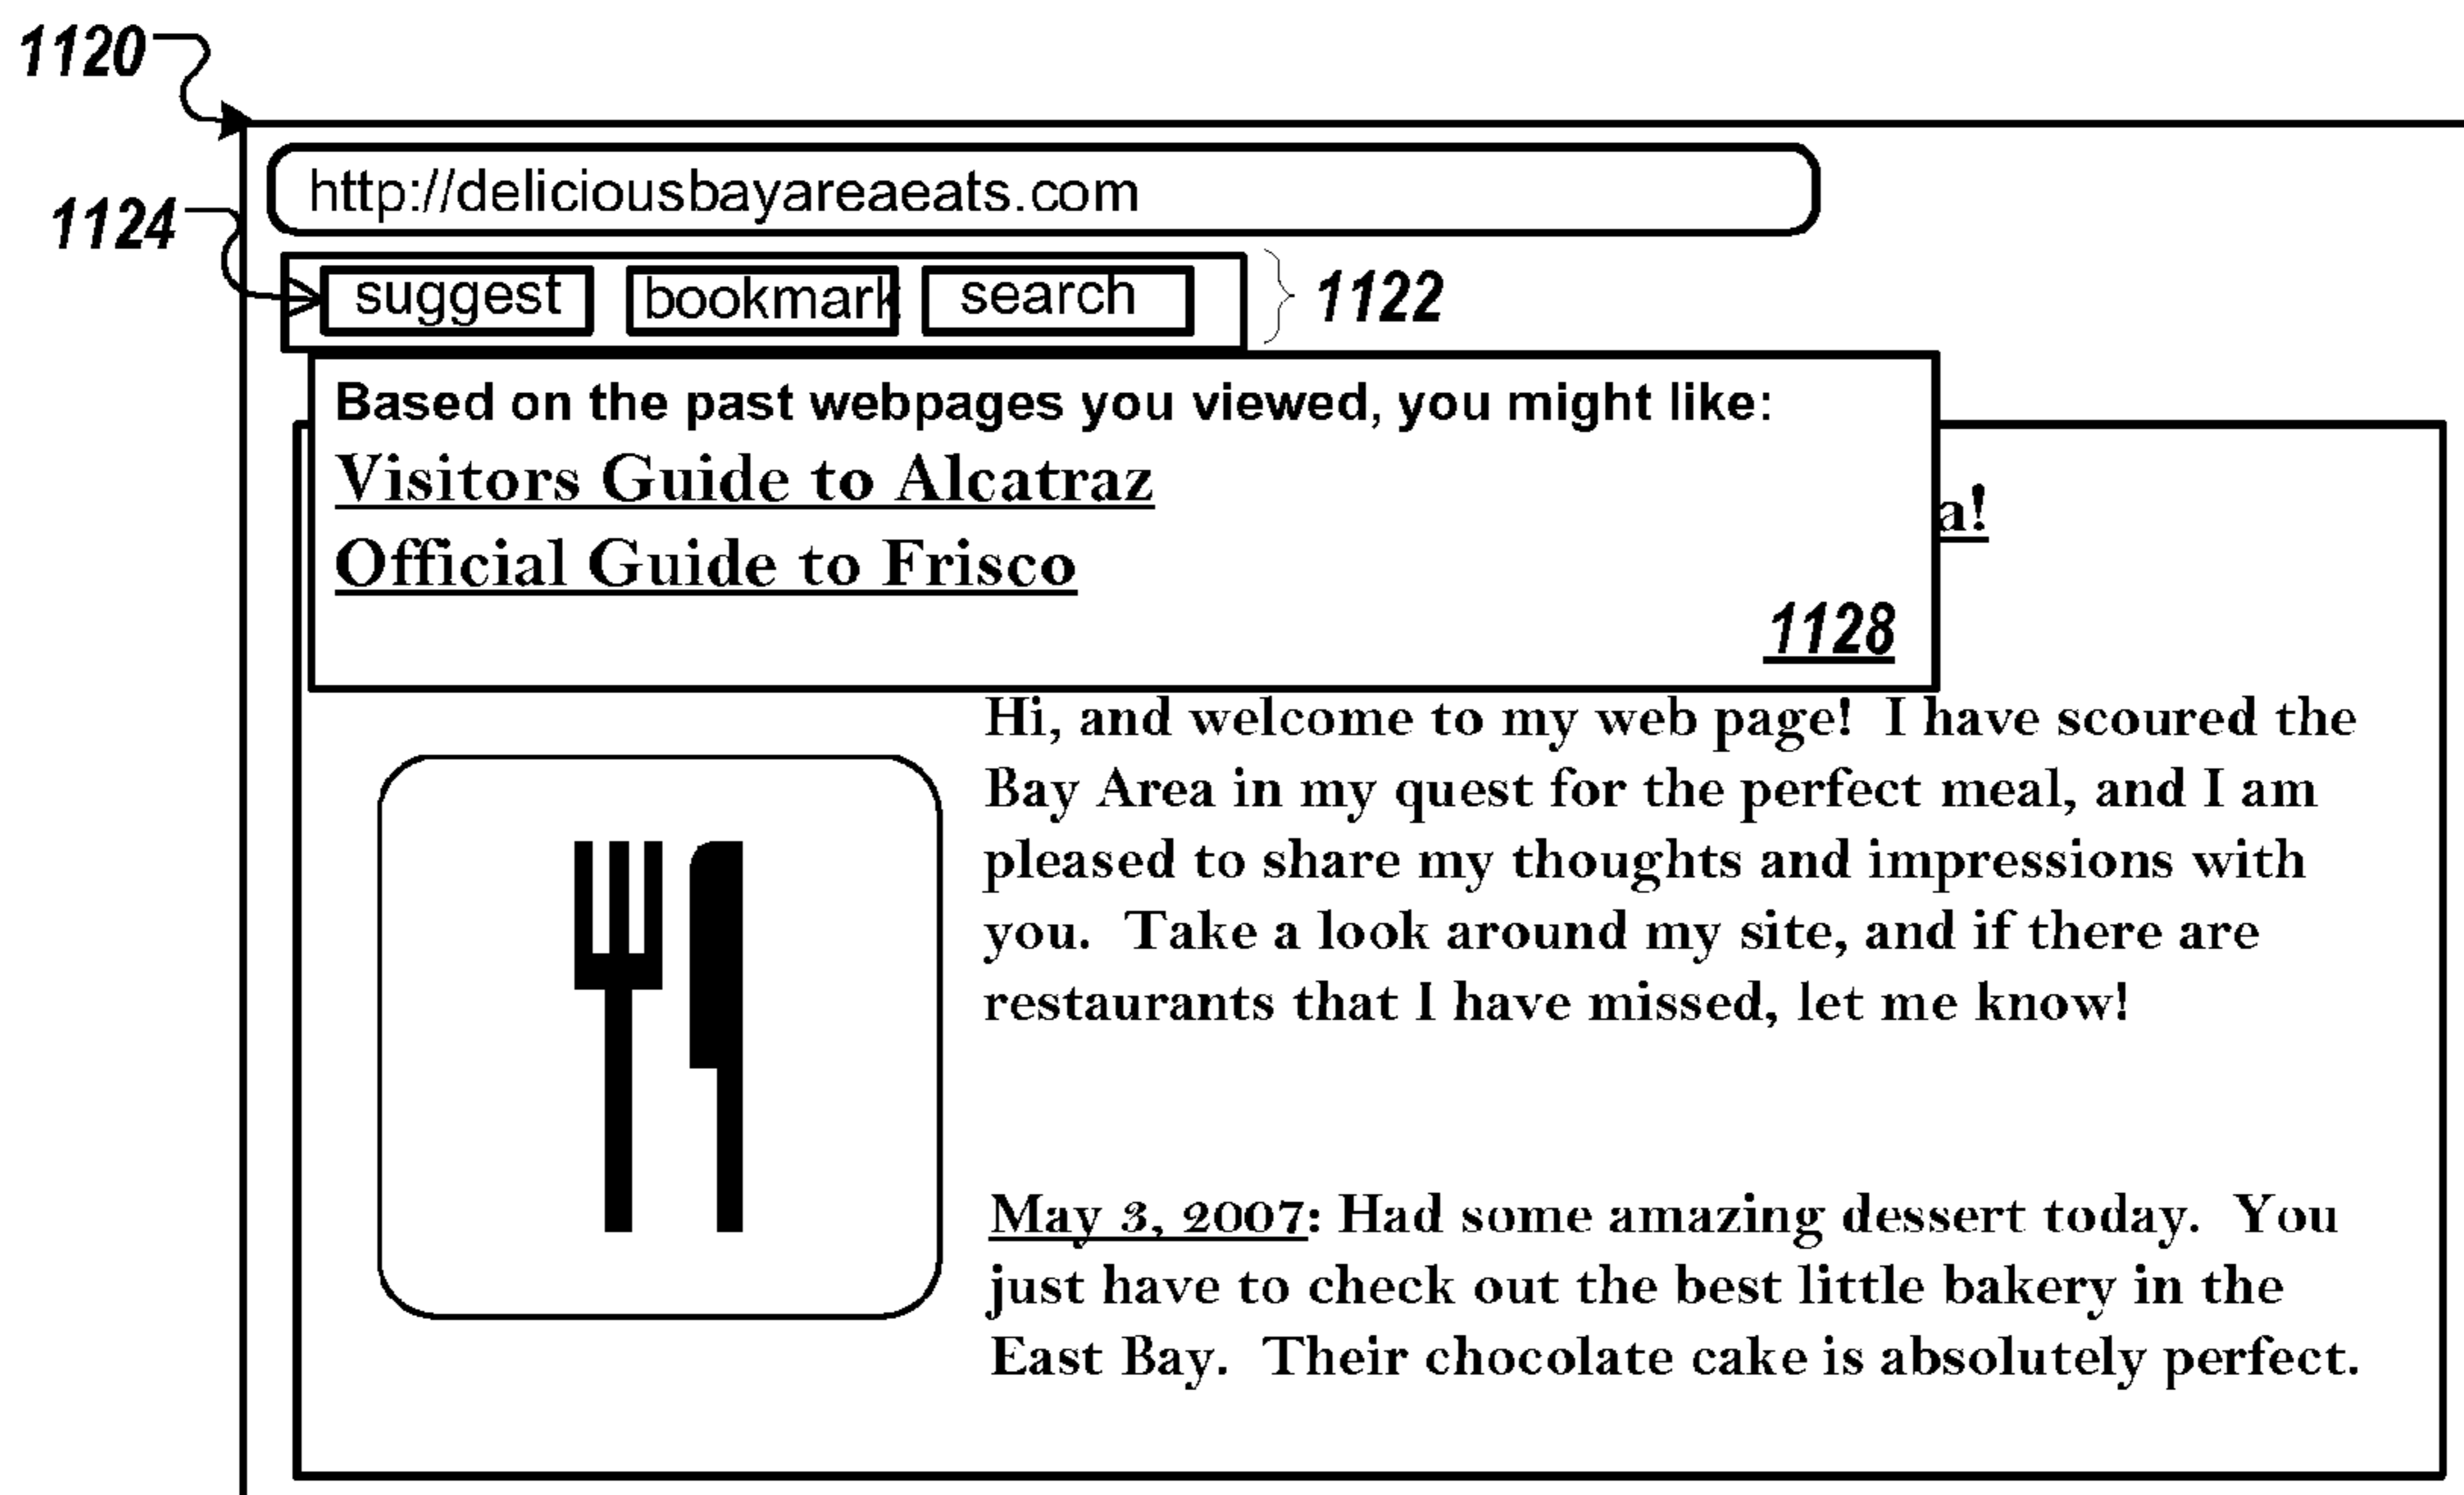 1120
http://deliciousbayareaeats.com
1124
suggest bookmark search
1122
Based on the past webpages you viewed, you might like:
Visitors Guide to Alcatraz
a!
Official Guide to Frisco
1128
Hi, and welcome to my web page! I have scoured the
Bay Area in my quest for the perfect meal, and I am
pleased to share my thoughts and impressions with
you. Take a look around my site, and if there are
restaurants that I have missed, let me know!
May 3, 2007: Had some amazing dessert today. You
just have to check out the best little bakery in the
East Bay. Their chocolate cake is absolutely perfect.